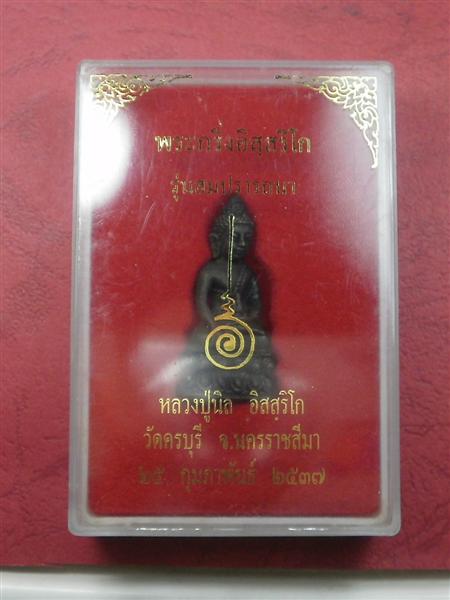 พระกริ่งอิสฺสริโก
รุ่นสมปรารถนา
หลวงปู่นิล อิสสฺริโก
วัดครบุรี จ.นครราชสีมา
๒๕ กุมภาพันธ์ ๒๕๓๗